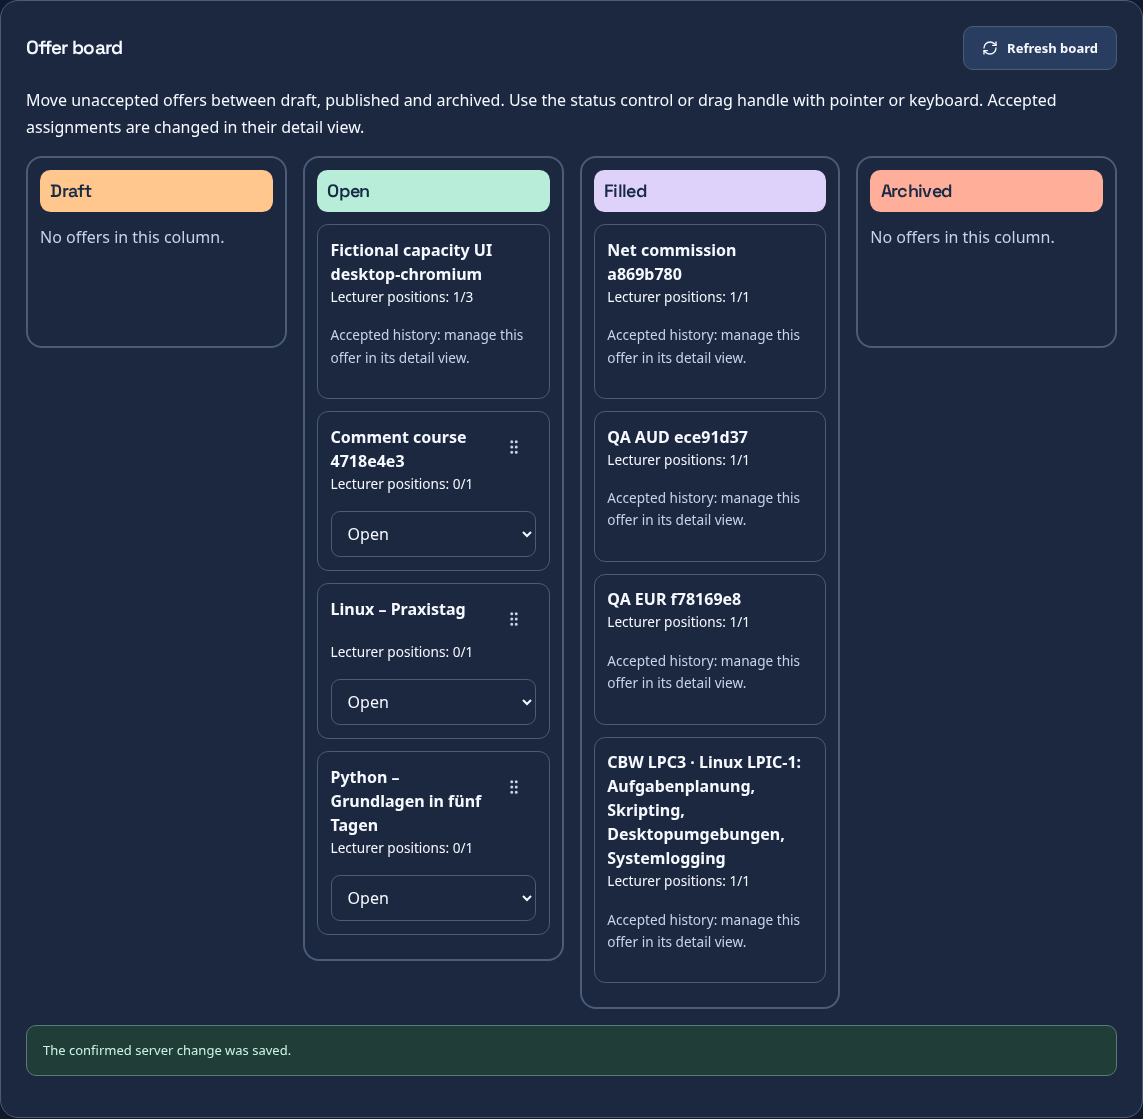 Offer board
Refresh board
Move unaccepted offers between draft, published and archived. Use the status control or drag handle with pointer or keyboard. Accepted
assignments are changed in their detail view.
Draft
No offers in this column.
Open
Fictional capacity UI
desktop-chromium
Lecturer positions: 1/3
Accepted history: manage this
offer in its detail view.
Comment course
4718e4e3
Lecturer positions: 0/1
Open
Linux – Praxistag
Lecturer positions: 0/1
Open
Python –
Grundlagen in fünf
Tagen
Lecturer positions: 0/1
Open
Filled
Net commission
a869b780
Lecturer positions: 1/1
Accepted history: manage this
offer in its detail view.
QA AUD ece91d37
Lecturer positions: 1/1
Accepted history: manage this
offer in its detail view.
QA EUR f78169e8
Lecturer positions: 1/1
Accepted history: manage this
offer in its detail view.
CBW LPC3 · Linux LPIC-1:
Aufgabenplanung,
Skripting,
Desktopumgebungen,
Systemlogging
Lecturer positions: 1/1
Accepted history: manage this
offer in its detail view.
Archived
No offers in this column.
The confirmed server change was saved.